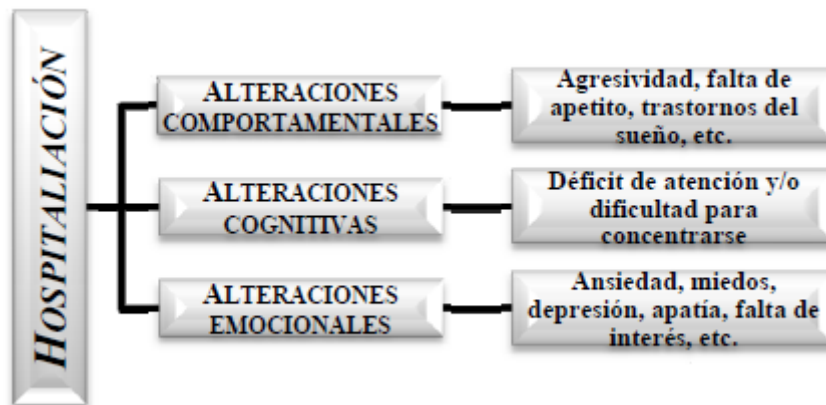 HOSPITALIACIÓN
ALTERACIONES
COMPORTAMENTALES
Agresividad, falta de
apetito, trastornos del
sueño, etc.
ALTERACIONES
COGNITIVAS
Déficit de atención y/o
dificultad para
concentrarse
ALTERACIONES
EMOCIONALES
Ansiedad, miedos,
depresión, apatía, falta de
interés, etc.